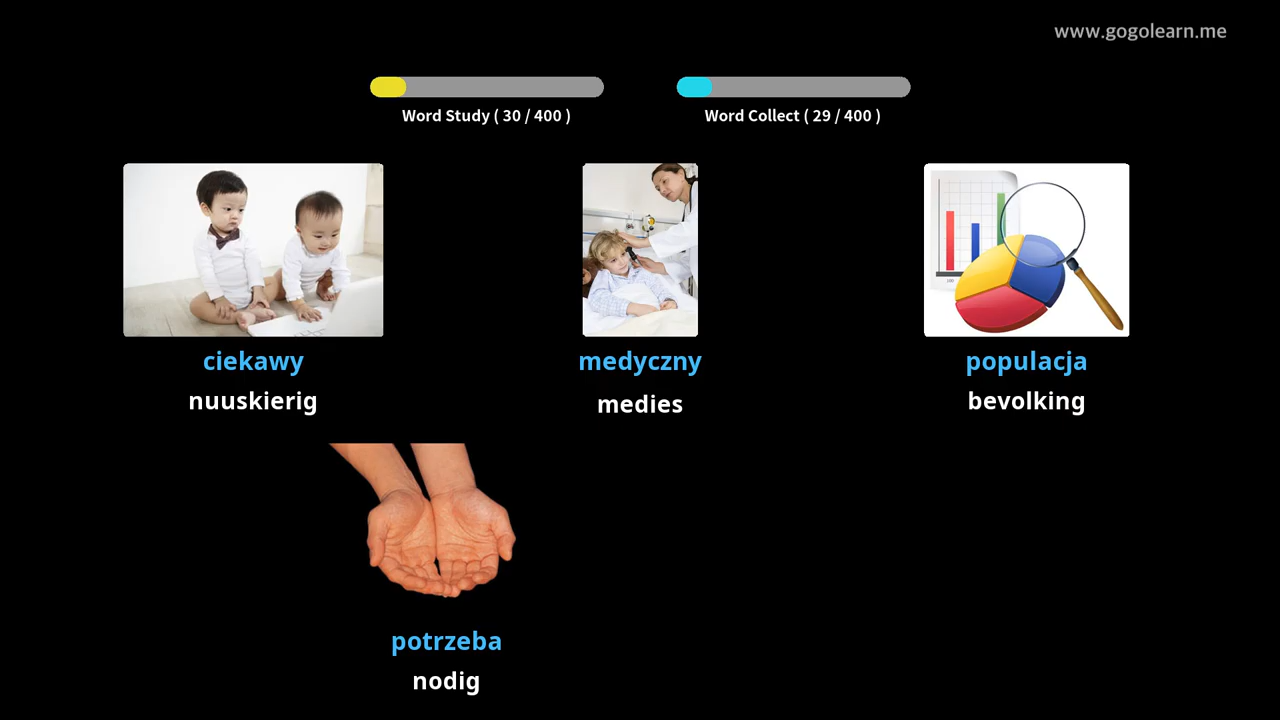 www.gogolearn.me
Word Study ( 30 / 400 )
Word Collect ( 29 / 400 )
ciekawy
nuuskierig
medyczny
medies
populacja
bevolking
potrzeba
nodig